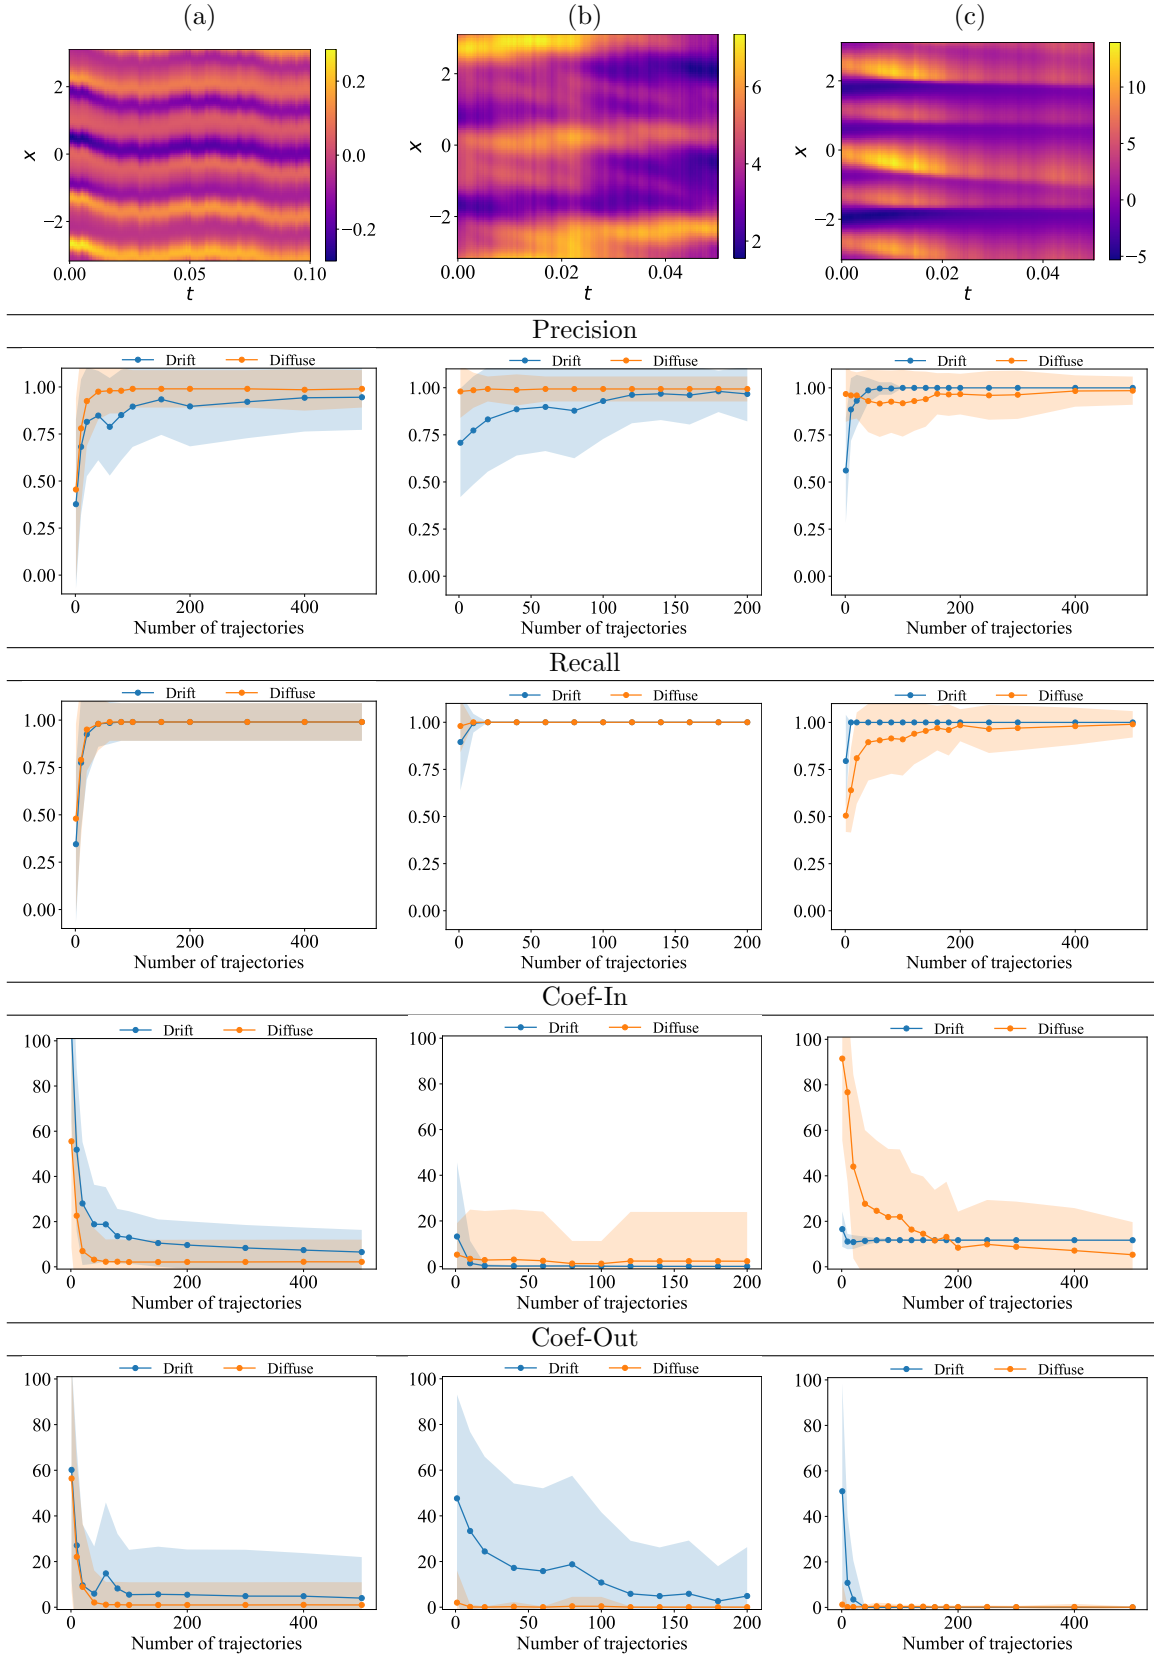 (a) (b) (c)
2 0 −2 x 0.00 0.05 0.10 t 0.2 0.0 −0.2
2 0 −2 x 0.00 0.02 0.04 t 6 4 2
2 0 −2 x 0.00 0.02 0.04 t 10 5 0 −5
Precision
Drift Diffuse Drift Diffuse Drift Diffuse
1.00 1.00 1.00
0.75 0.75 0.75
0.50 0.50 0.50
0.25 0.25 0.25
0.00 0.00 0.00
0 200 400 0 50 100 150 200 0 200 400
Number of trajectories Number of trajectories Number of trajectories
Recall
Drift Diffuse Drift Diffuse Drift Diffuse
1.00 1.00 1.00
0.75 0.75 0.75
0.50 0.50 0.50
0.25 0.25 0.25
0.00 0.00 0.00
0 200 400 0 50 100 150 200 0 200 400
Number of trajectories Number of trajectories Number of trajectories
Coef-In
Drift Diffuse Drift Diffuse Drift Diffuse
100 100 100
80 80 80
60 60 60
40 40 40
20 20 20
0 0 0
0 200 400 0 50 100 150 200 0 200 400
Number of trajectories Number of trajectories Number of trajectories
Coef-Out
Drift Diffuse Drift Diffuse Drift Diffuse
100 100 100
80 80 80
60 60 60
40 40 40
20 20 20
0 0 0
0 200 400 0 50 100 150 200 0 200 400
Number of trajectories Number of trajectories Number of trajectories